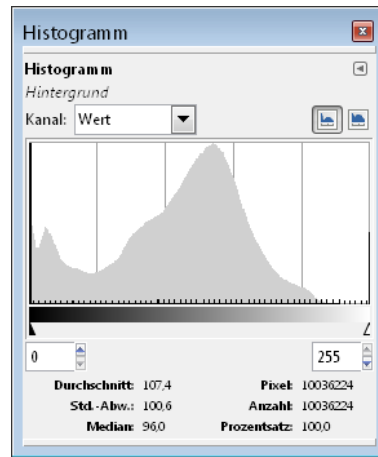 Histogramm
Histogramm
Hintergrund
Kanal: Wert
0 255
Durchschnitt: 107,4 Pixel: 10036224
Std.-Abw.: 100,6 Anzahl: 10036224
Median: 96,0 Prozentsatz: 100,0